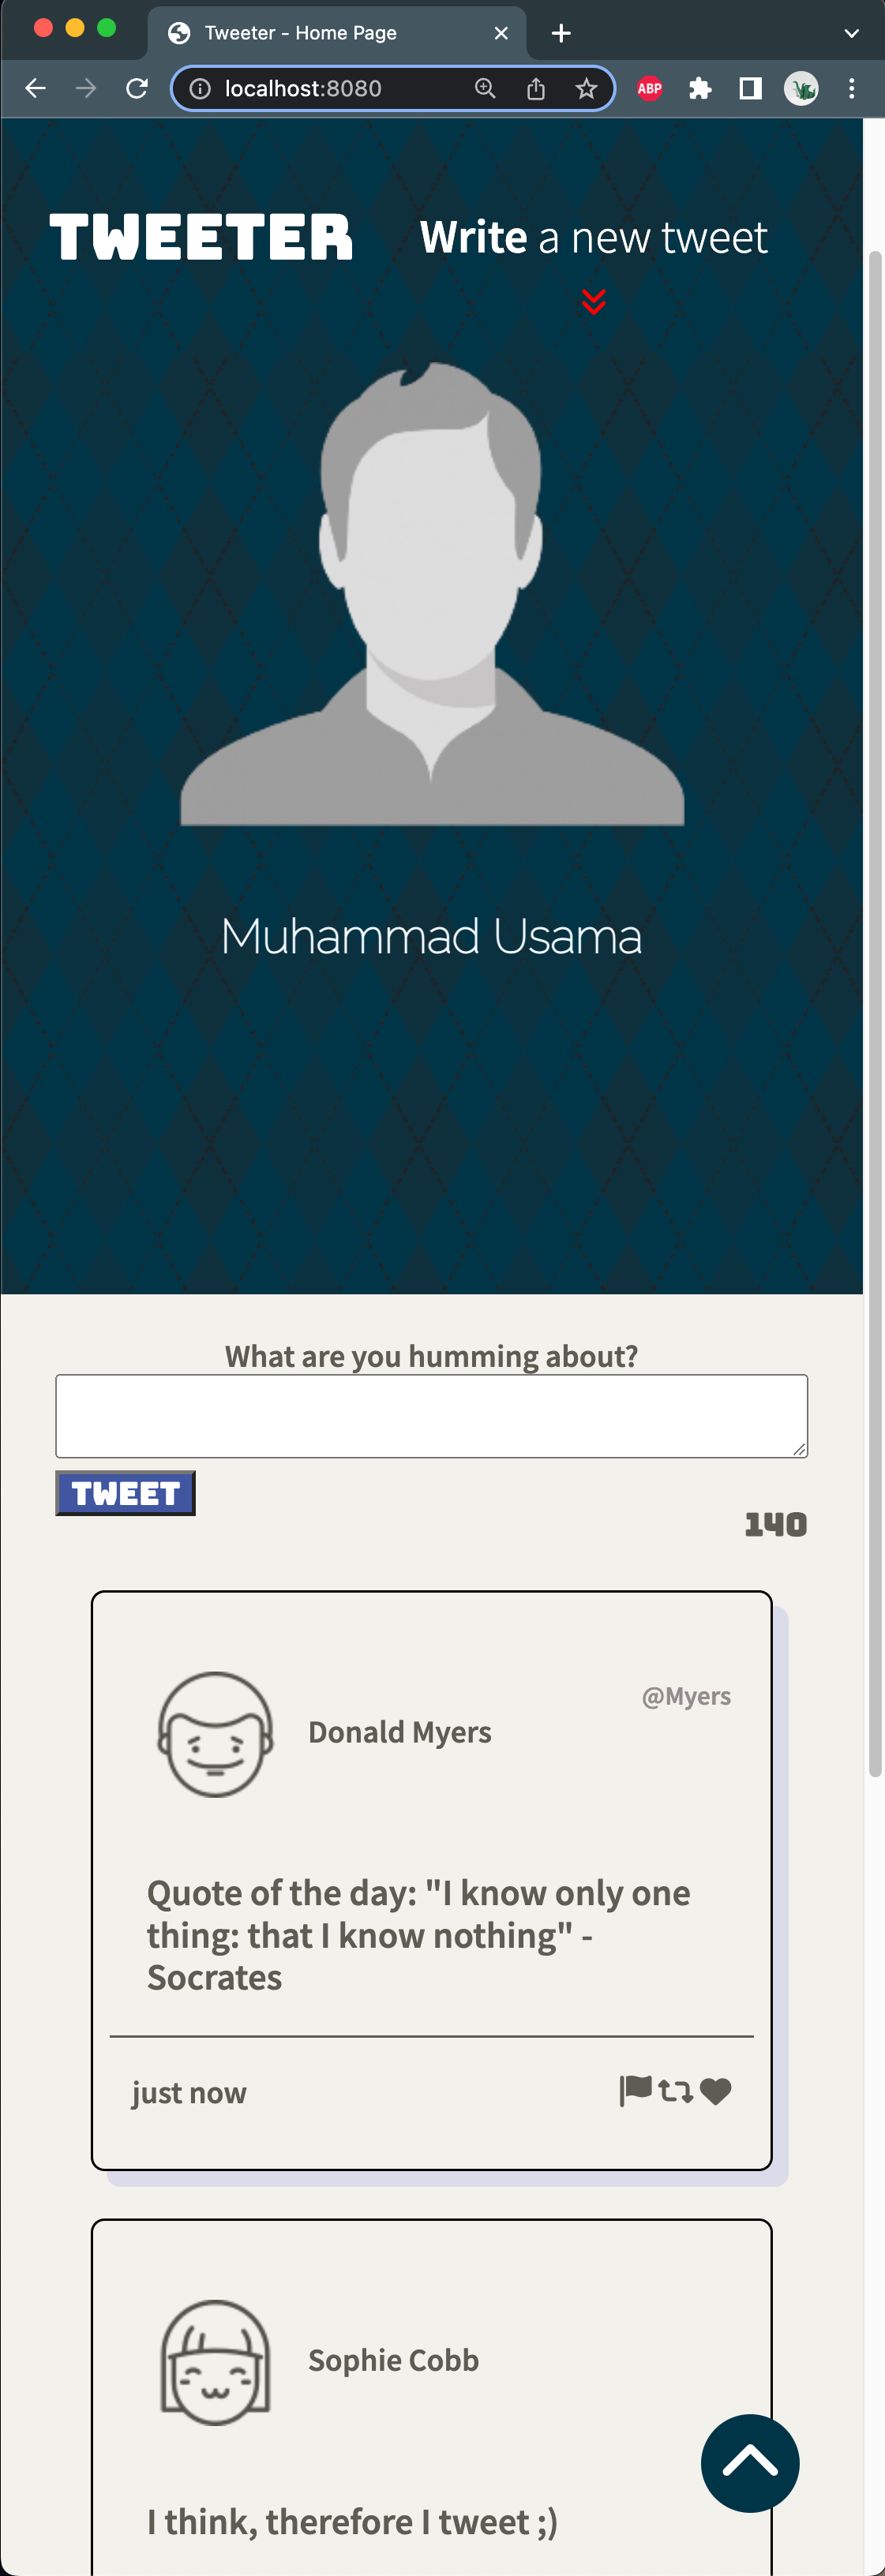 Tweeter - Home Page
localhost:8080
ABP
TWEETER
Write a new tweet
Muhammad Usama
What are you humming about?
TWEET
140
@Myers
Donald Myers
Quote of the day: "I know only one
thing: that I know nothing" -
Socrates
just now
Sophie Cobb
I think, therefore I tweet ;)